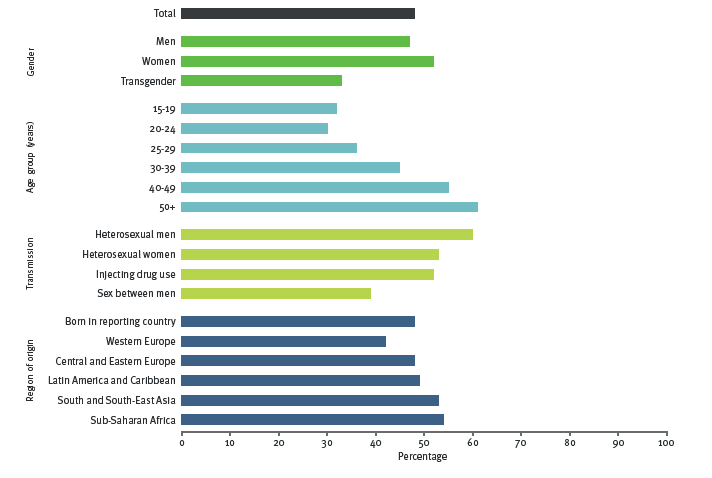 Total
Gender
Men
Women
Transgender
Age group (years)
15-19
20-24
25-29
30-39
40-49
50+
Transmission
Heterosexual men
Heterosexual women
Injecting drug use
Sex between men
Region of origin
Born in reporting country
Western Europe
Central and Eastern Europe
Latin America and Caribbean
South and South-East Asia
Sub-Saharan Africa
0 10 20 30 40 50 60 70 80 90 100
Percentage